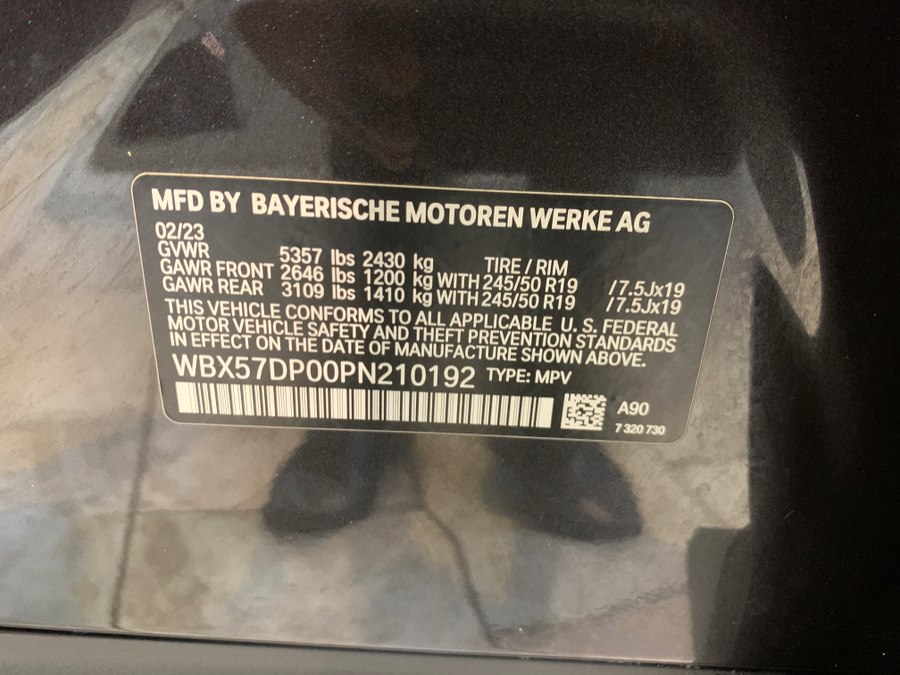 MFD BY BAYERISCHE MOTOREN WERKE AG
02/23
GVWR 5357 lbs 2430 kg TIRE / RIM
GAWR FRONT 2646 lbs 1200 kg WITH 245/50 R19 /7.5Jx19
GAWR REAR 3109 lbs 1410 kg WITH 245/50 R19 /7.5Jx19
THIS VEHICLE CONFORMS TO ALL APPLICABLE U. S. FEDERAL
MOTOR VEHICLE SAFETY AND THEFT PREVENTION STANDARDS
IN EFFECT ON THE DATE OF MANUFACTURE SHOWN ABOVE.
WBX57DP00PN210192 TYPE: MPV
A90
7 320 730